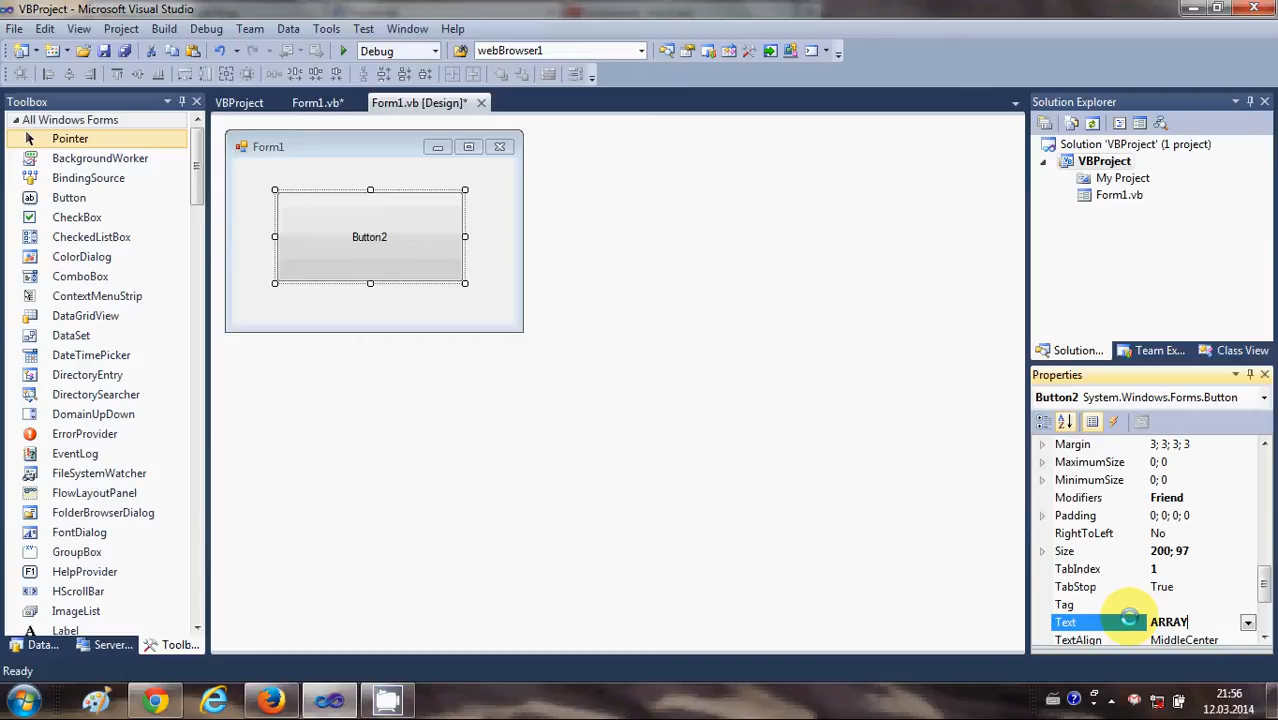 VBProject - Microsoft Visual Studio
File Edit View Project Build Debug Team Data Tools Test Window Help
Debug webBrowser1
Toolbox
VBProject Form1.vb* Form1.vb [Design]*
Solution Explorer
All Windows Forms
Pointer
BackgroundWorker
BindingSource
Button
CheckBox
CheckedListBox
ColorDialog
ComboBox
ContextMenuStrip
DataGridView
DataSet
DateTimePicker
DirectoryEntry
DirectorySearcher
DomainUpDown
ErrorProvider
EventLog
FileSystemWatcher
FlowLayoutPanel
FolderBrowserDialog
FontDialog
GroupBox
HelpProvider
HScrollBar
ImageList
Label
Data... Server... Toolb...
Form1
Button2
Solution 'VBProject' (1 project)
VBProject
My Project
Form1.vb
Solution... Team Ex... Class View
Properties
Button2 System.Windows.Forms.Button
Margin 3; 3; 3; 3
MaximumSize 0; 0
MinimumSize 0; 0
Modifiers Friend
Padding 0; 0; 0; 0
RightToLeft No
Size 200; 97
TabIndex 1
TabStop True
Tag
Text ARRAY
TextAlign MiddleCenter
Ready
21:56
12.03.2014